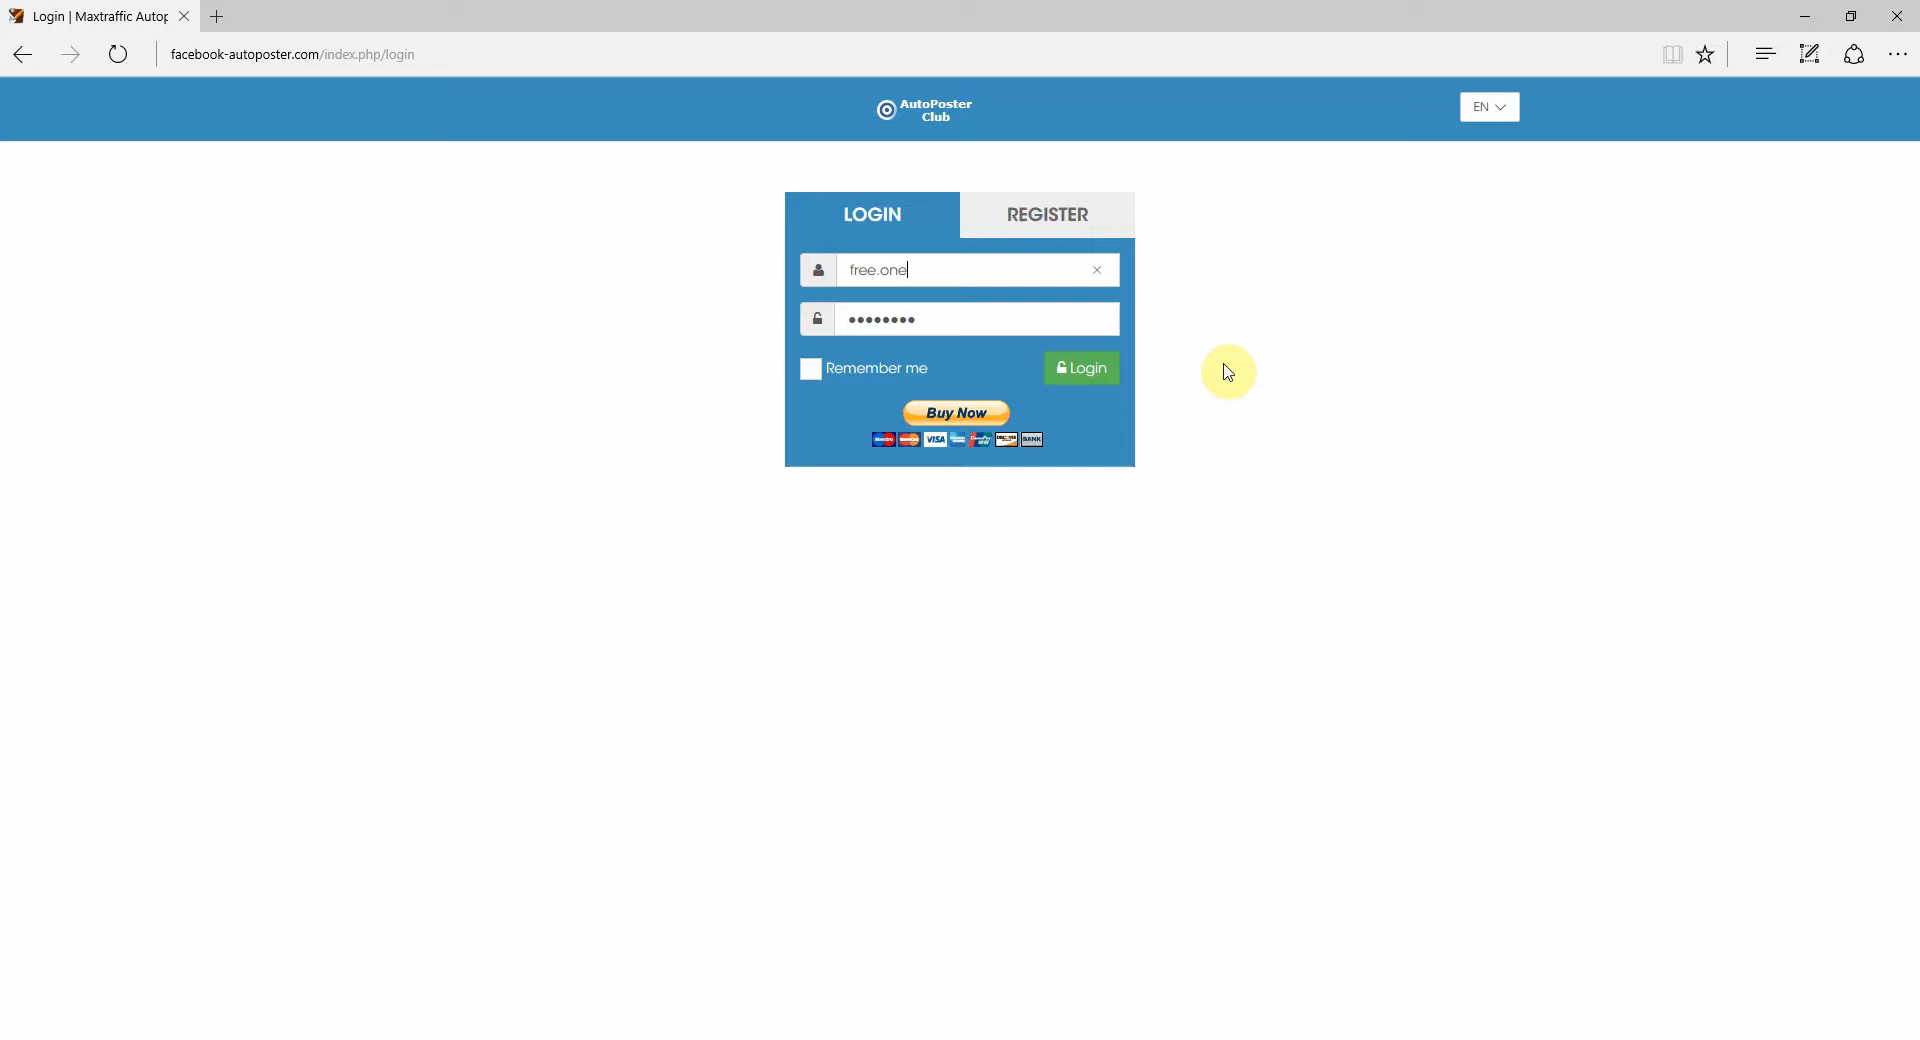 Login | Maxtraffic Autop
facebook-autoposter.com/index.php/login
AutoPoster
Club
EN
LOGIN
REGISTER
free.one
Remember me
Login
Buy Now
VISA
BANK